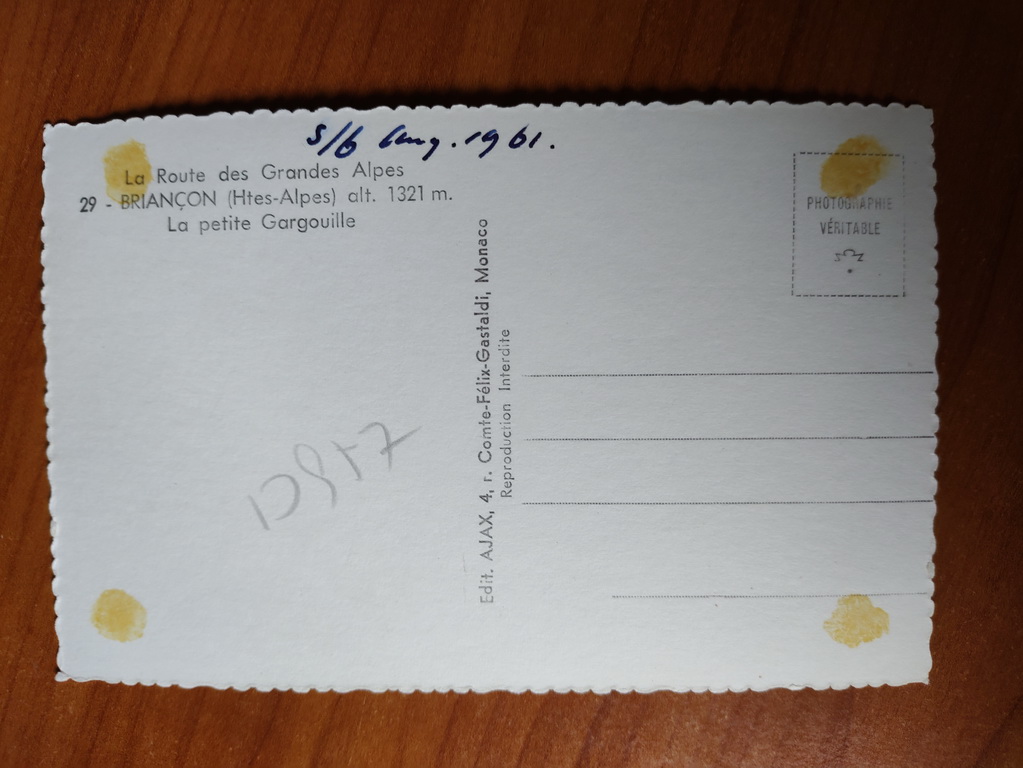 5/6 Aug. 1961.
La Route des Grandes Alpes
29 - BRIANÇON (Htes-Alpes) alt. 1321 m.
La petite Gargouille
Edit. AJAX, 4, r. Comte-Félix-Gastaldi, Monaco
Reproduction Interdite
PHOTOGRAPHIE
VÉRITABLE